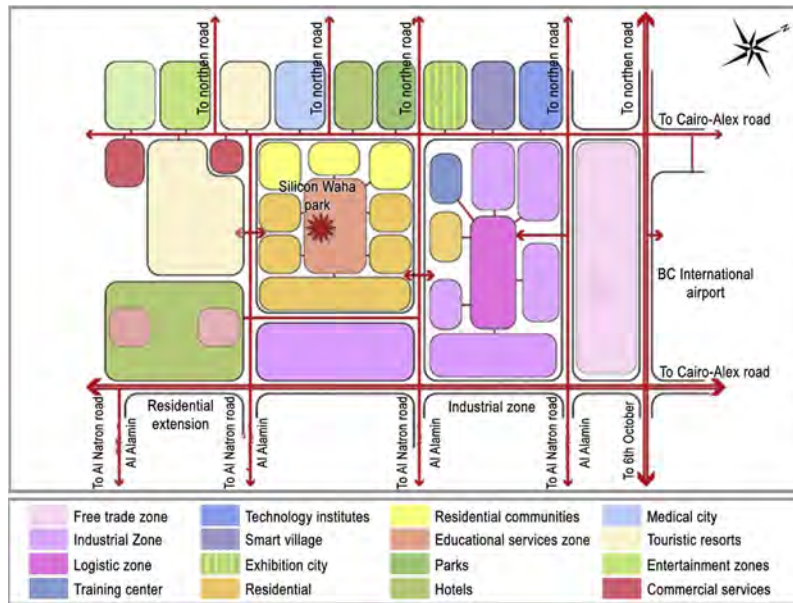 N
To northen road
To northen road
To northen road
To northen road
To northen road
To Cairo-Alex road
Silicon Waha
park
BC International
airport
To Cairo-Alex road
Residential
extension
Industrial zone
To Al Natron road
Al Alamin
To Al Natron road
Al Alamin
To Al Natron road
Al Alamin
To Al Natron road
Al Alamin
To 6th October
Free trade zone
Technology institutes
Residential communities
Medical city
Industrial Zone
Smart village
Educational services zone
Touristic resorts
Logistic zone
Exhibition city
Parks
Entertainment zones
Training center
Residential
Hotels
Commercial services